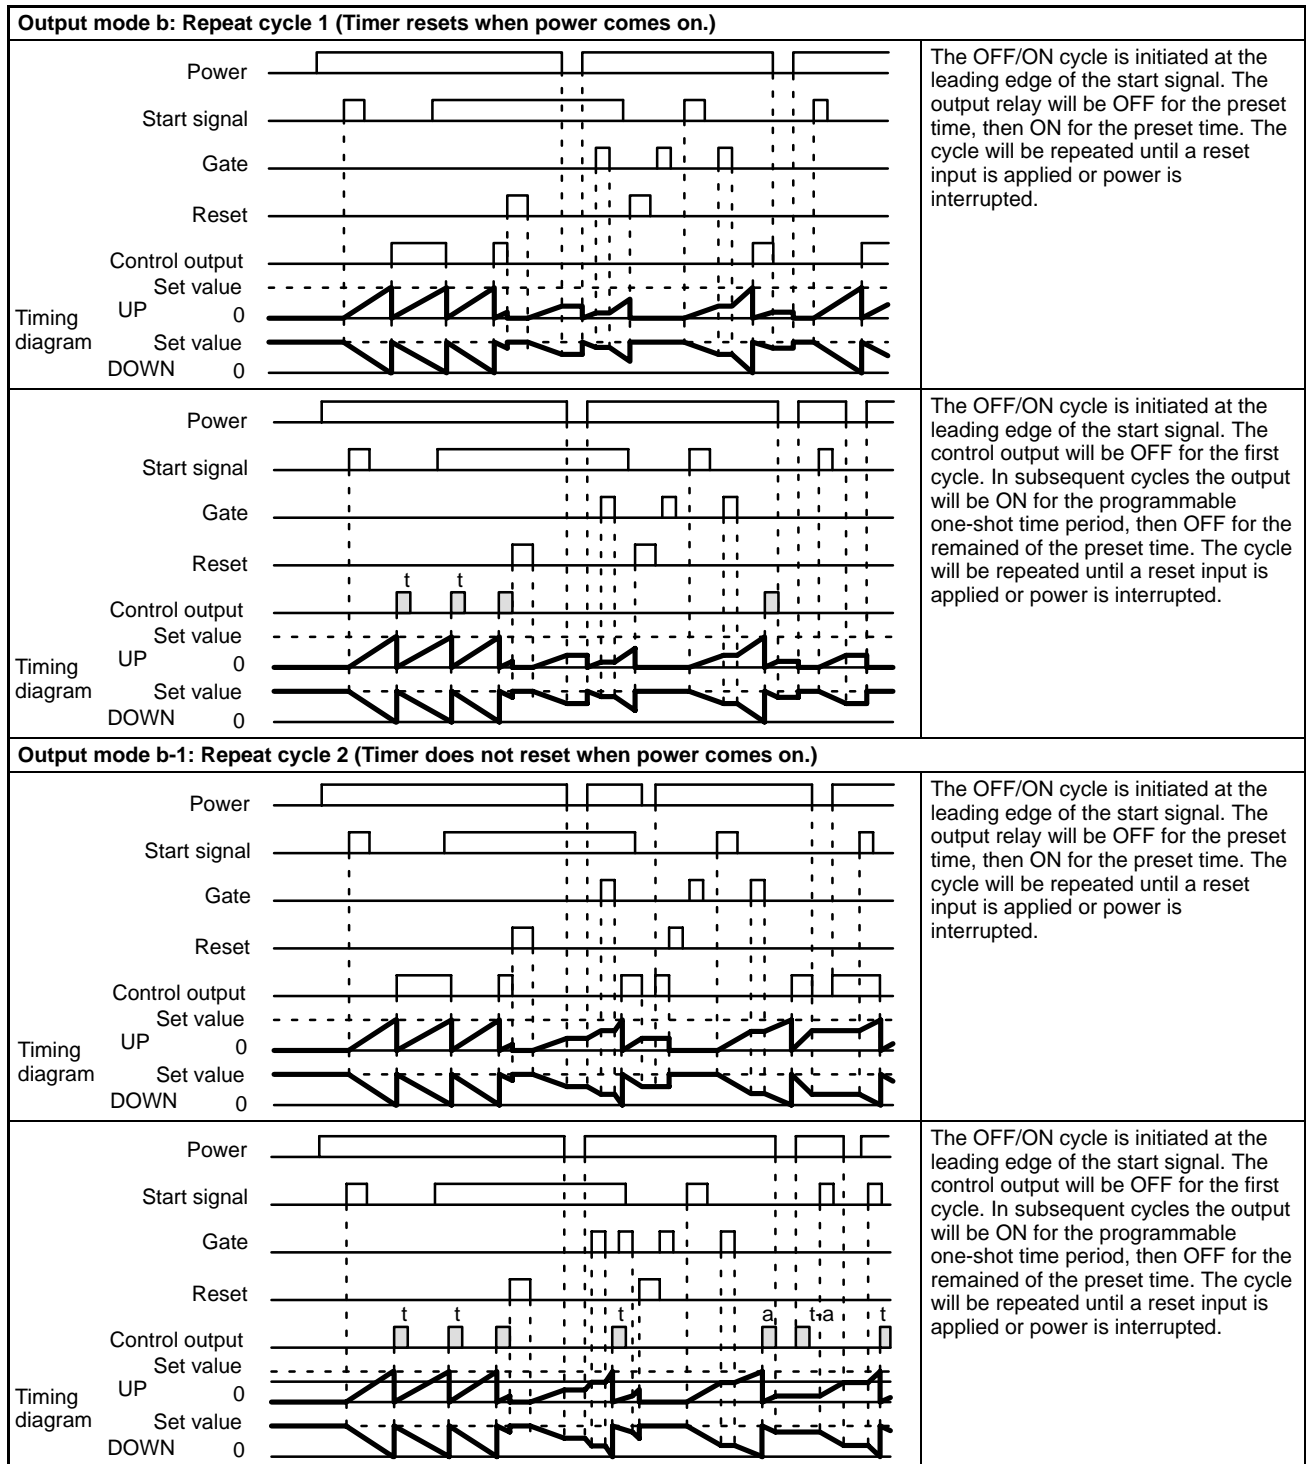 Output mode b: Repeat cycle 1 (Timer resets when power comes on.)
Power
Start signal
Gate
Reset
Control output
Set value
UP
0
Timing
diagram
Set value
DOWN
0
The OFF/ON cycle is initiated at the
leading edge of the start signal. The
output relay will be OFF for the preset
time, then ON for the preset time. The
cycle will be repeated until a reset
input is applied or power is
interrupted.
Power
Start signal
Gate
Reset
t t
Control output
Set value
UP
0
Timing
diagram
Set value
DOWN
0
The OFF/ON cycle is initiated at the
leading edge of the start signal. The
control output will be OFF for the first
cycle. In subsequent cycles the output
will be ON for the programmable
one-shot time period, then OFF for the
remained of the preset time. The cycle
will be repeated until a reset input is
applied or power is interrupted.
Output mode b-1: Repeat cycle 2 (Timer does not reset when power comes on.)
Power
Start signal
Gate
Reset
Control output
Set value
UP
0
Timing
diagram
Set value
DOWN
0
The OFF/ON cycle is initiated at the
leading edge of the start signal. The
output relay will be OFF for the preset
time, then ON for the preset time. The
cycle will be repeated until a reset
input is applied or power is
interrupted.
Power
Start signal
Gate
Reset
t t t a t-a t
Control output
Set value
UP
0
Timing
diagram
Set value
DOWN
0
The OFF/ON cycle is initiated at the
leading edge of the start signal. The
control output will be OFF for the first
cycle. In subsequent cycles the output
will be ON for the programmable
one-shot time period, then OFF for the
remained of the preset time. The cycle
will be repeated until a reset input is
applied or power is interrupted.